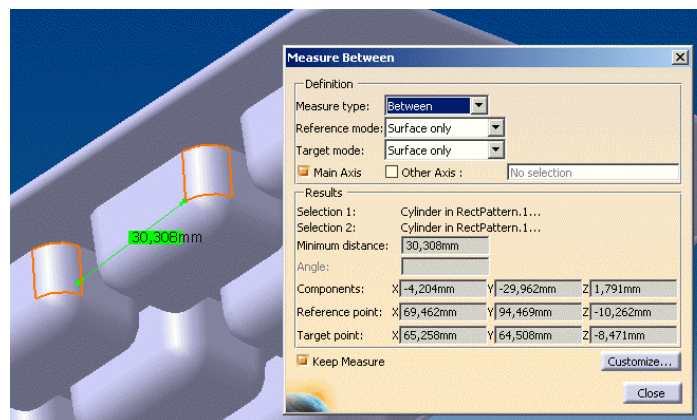 Measure Between
Definition
Measure type: Between
Reference mode: Surface only
Target mode: Surface only
Main Axis Other Axis : No selection
Results
Selection 1: Cylinder in RectPattern.1...
Selection 2: Cylinder in RectPattern.1...
Minimum distance: 30,308mm
Angle:
Components: X -4,204mm Y -29,962mm Z 1,791mm
Reference point: X 69,462mm Y 94,469mm Z -10,262mm
Target point: X 65,258mm Y 64,508mm Z -8,471mm
Keep Measure Customize...
Close
30,308mm